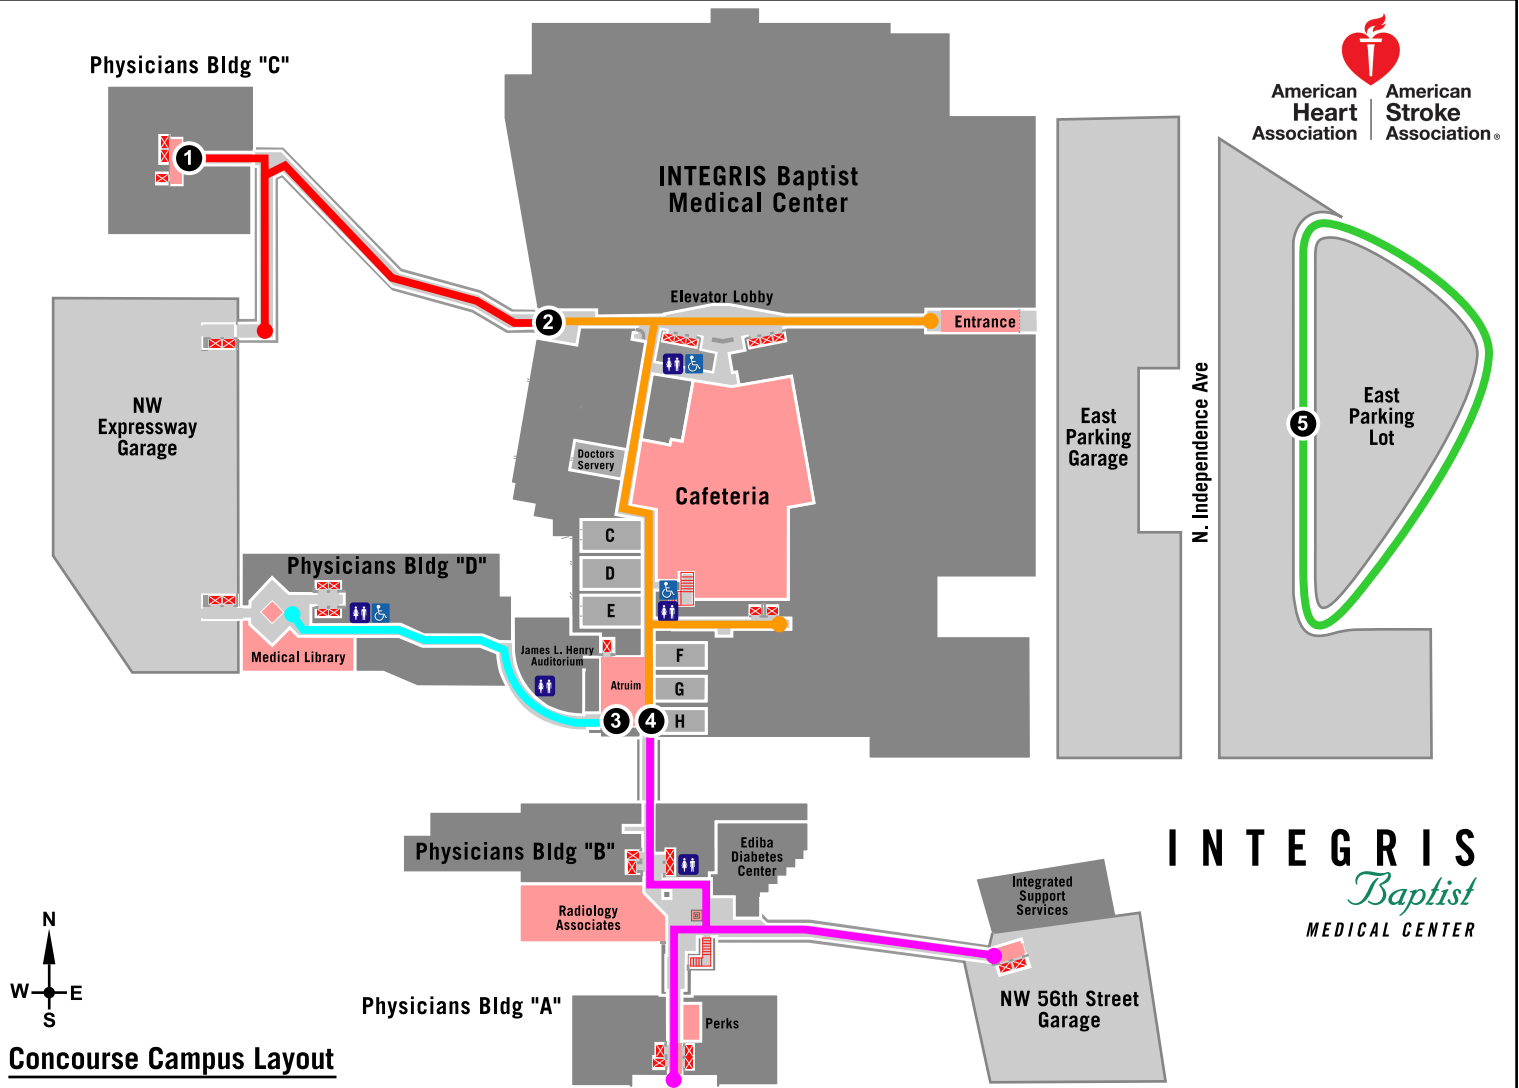 Physicians Bldg "C"
1
INTEGRIS Baptist
Medical Center
American
Heart
Association
American
Stroke
Association®
Elevator Lobby
2
Entrance
NW
Expressway
Garage
Doctors
Servery
Cafeteria
East
Parking
Garage
N. Independence Ave
5
East
Parking
Lot
C
D
E
Physicians Bldg "D"
Medical Library
James L. Henry
Auditorium
Atruim
F
G
H
3
4
Physicians Bldg "B"
Ediba
Diabetes
Center
Radiology
Associates
Integrated
Support
Services
INTEGRIS
Baptist
MEDICAL CENTER
N
W
E
S
Physicians Bldg "A"
Perks
NW 56th Street
Garage
Concourse Campus Layout